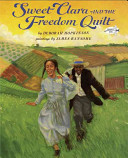 Sweet Clara AND THE
Freedom Quilt
by DEBORAH HOPKINSON
paintings by JAMES RANSOME